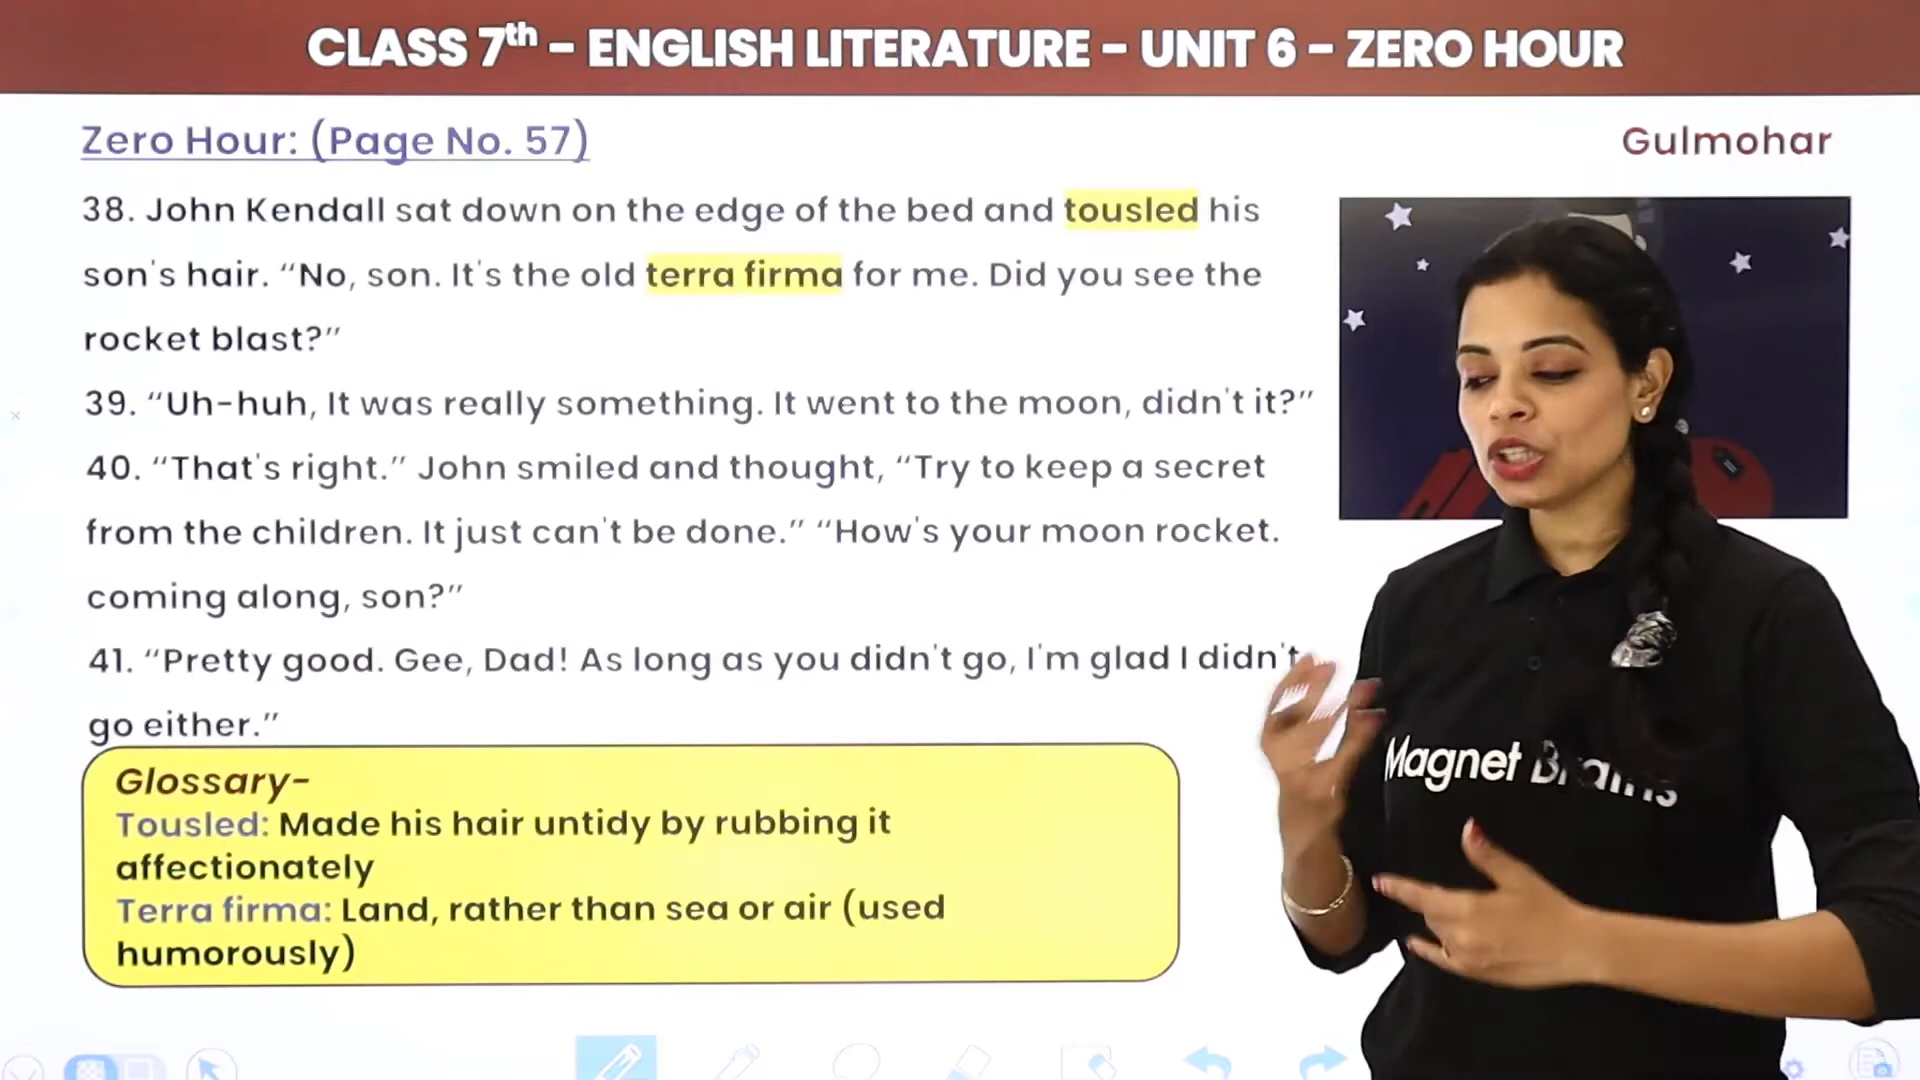 CLASS 7th – ENGLISH LITERATURE – UNIT 6 – ZERO HOUR
Zero Hour: (Page No. 57)
Gulmohar
38. John Kendall sat down on the edge of the bed and tousled his
son's hair. “No, son. It's the old terra firma for me. Did you see the
rocket blast?”
39. “Uh-huh, It was really something. It went to the moon, didn't it?”
40. “That's right.” John smiled and thought, “Try to keep a secret
from the children. It just can't be done.” “How's your moon rocket.
coming along, son?”
41. “Pretty good. Gee, Dad! As long as you didn't go, I'm glad I didn't
go either.”
Glossary-
Tousled: Made his hair untidy by rubbing it
affectionately
Terra firma: Land, rather than sea or air (used
humorously)
Magnet Brains